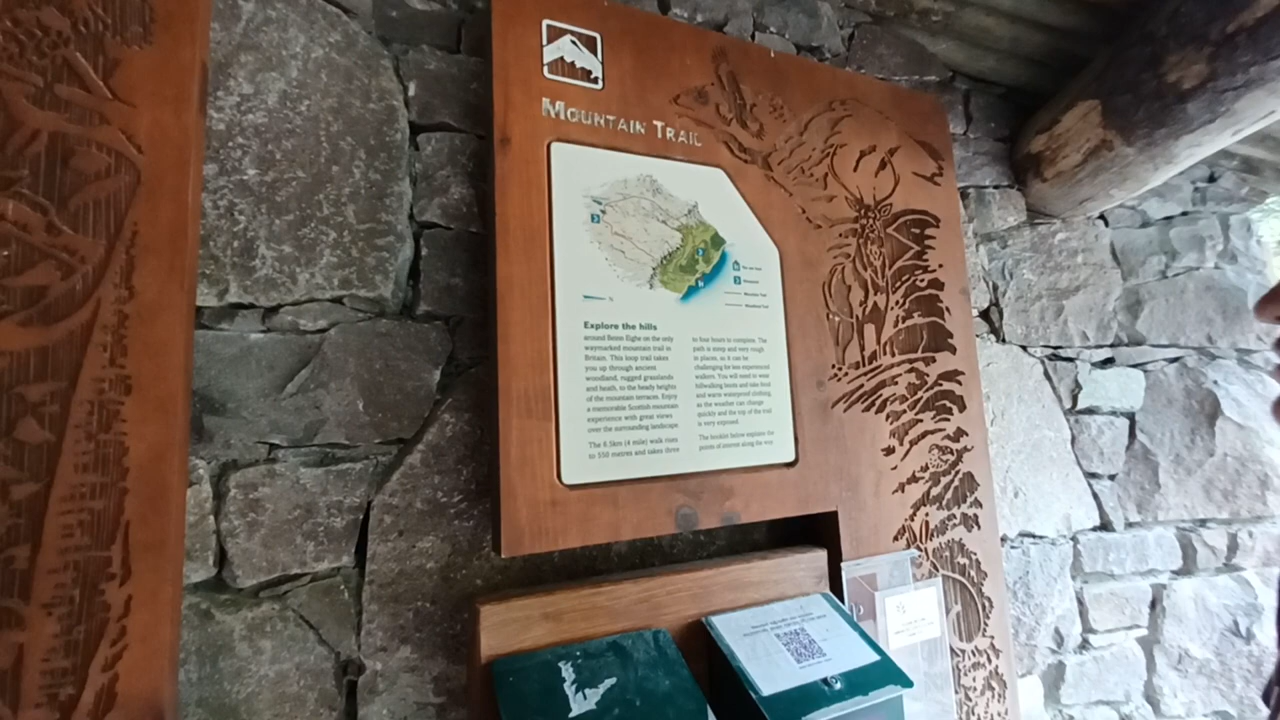 MOUNTAIN TRAIL
Explore the hills
around Beinn Eighe on the only
waymarked mountain trail in
Britain. This loop trail takes
you up through ancient
woodland, rugged grasslands
and heath, to the heady heights
of the mountain terraces. Enjoy
a memorable Scottish mountain
experience with great views
over the surrounding landscape.
The 6.5km (4 mile) walk rises
to 550 metres and takes three
to four hours to complete. The
path is steep and very rough
in places, so it can be
challenging for less experienced
walkers. You will need to wear
hillwalking boots and take food
and warm waterproof clothing,
as the weather can change
quickly and the top of the trail
is very exposed.
The booklet below explains the
points of interest along the way.
Mountain Trail
Woodland Trail